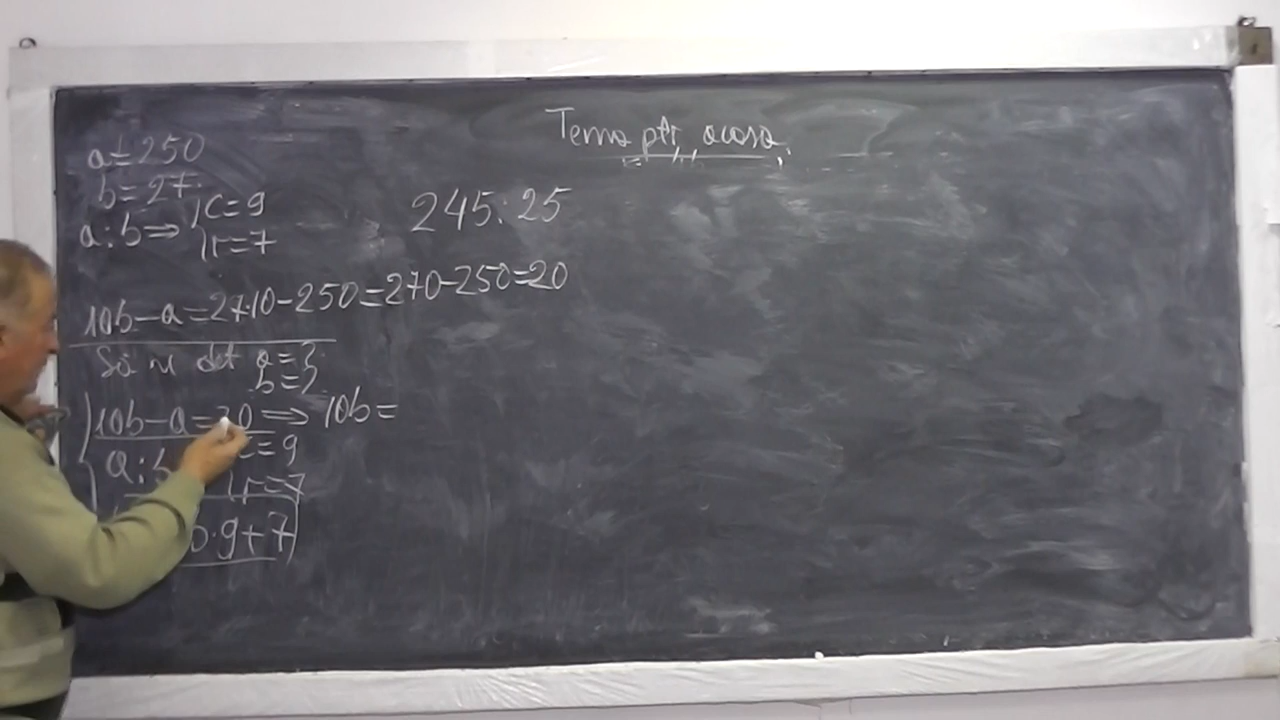 Tema ptr. acasa.
a=250
b=27
a:b⇒ c=9
r=7
245:25
10b-a=27·10-250=270-250=20
Să se det a=?
b=?
10b-a=20 ⇒ 10b=
a:b c=9
r=7
·9+7